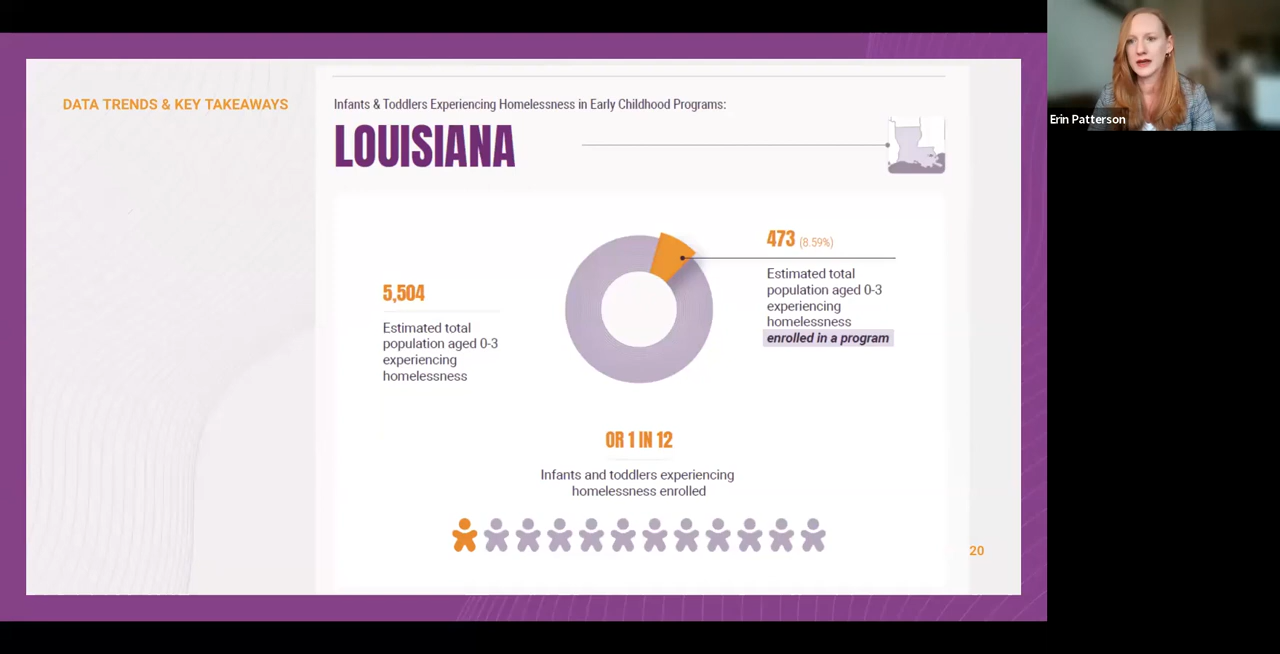 DATA TRENDS & KEY TAKEAWAYS
Infants & Toddlers Experiencing Homelessness in Early Childhood Programs:
LOUISIANA
5,504
Estimated total
population aged 0-3
experiencing
homelessness
473 (8.59%)
Estimated total
population aged 0-3
experiencing
homelessness
enrolled in a program
OR 1 IN 12
Infants and toddlers experiencing
homelessness enrolled
20
Erin Patterson